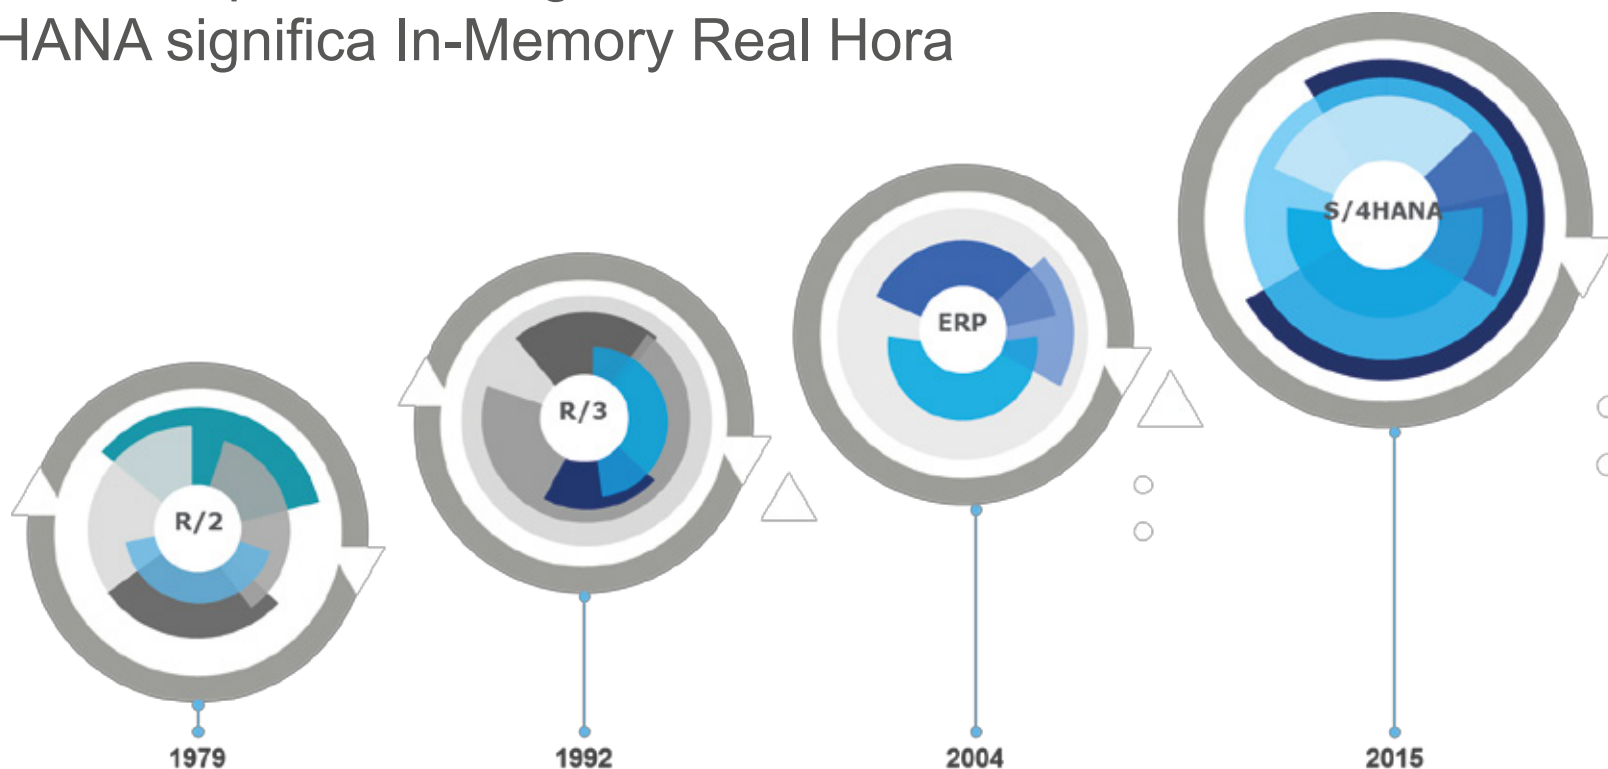 HANA significa In-Memory Real Hora
S/4HANA
ERP
R/3
R/2
1979
1992
2004
2015